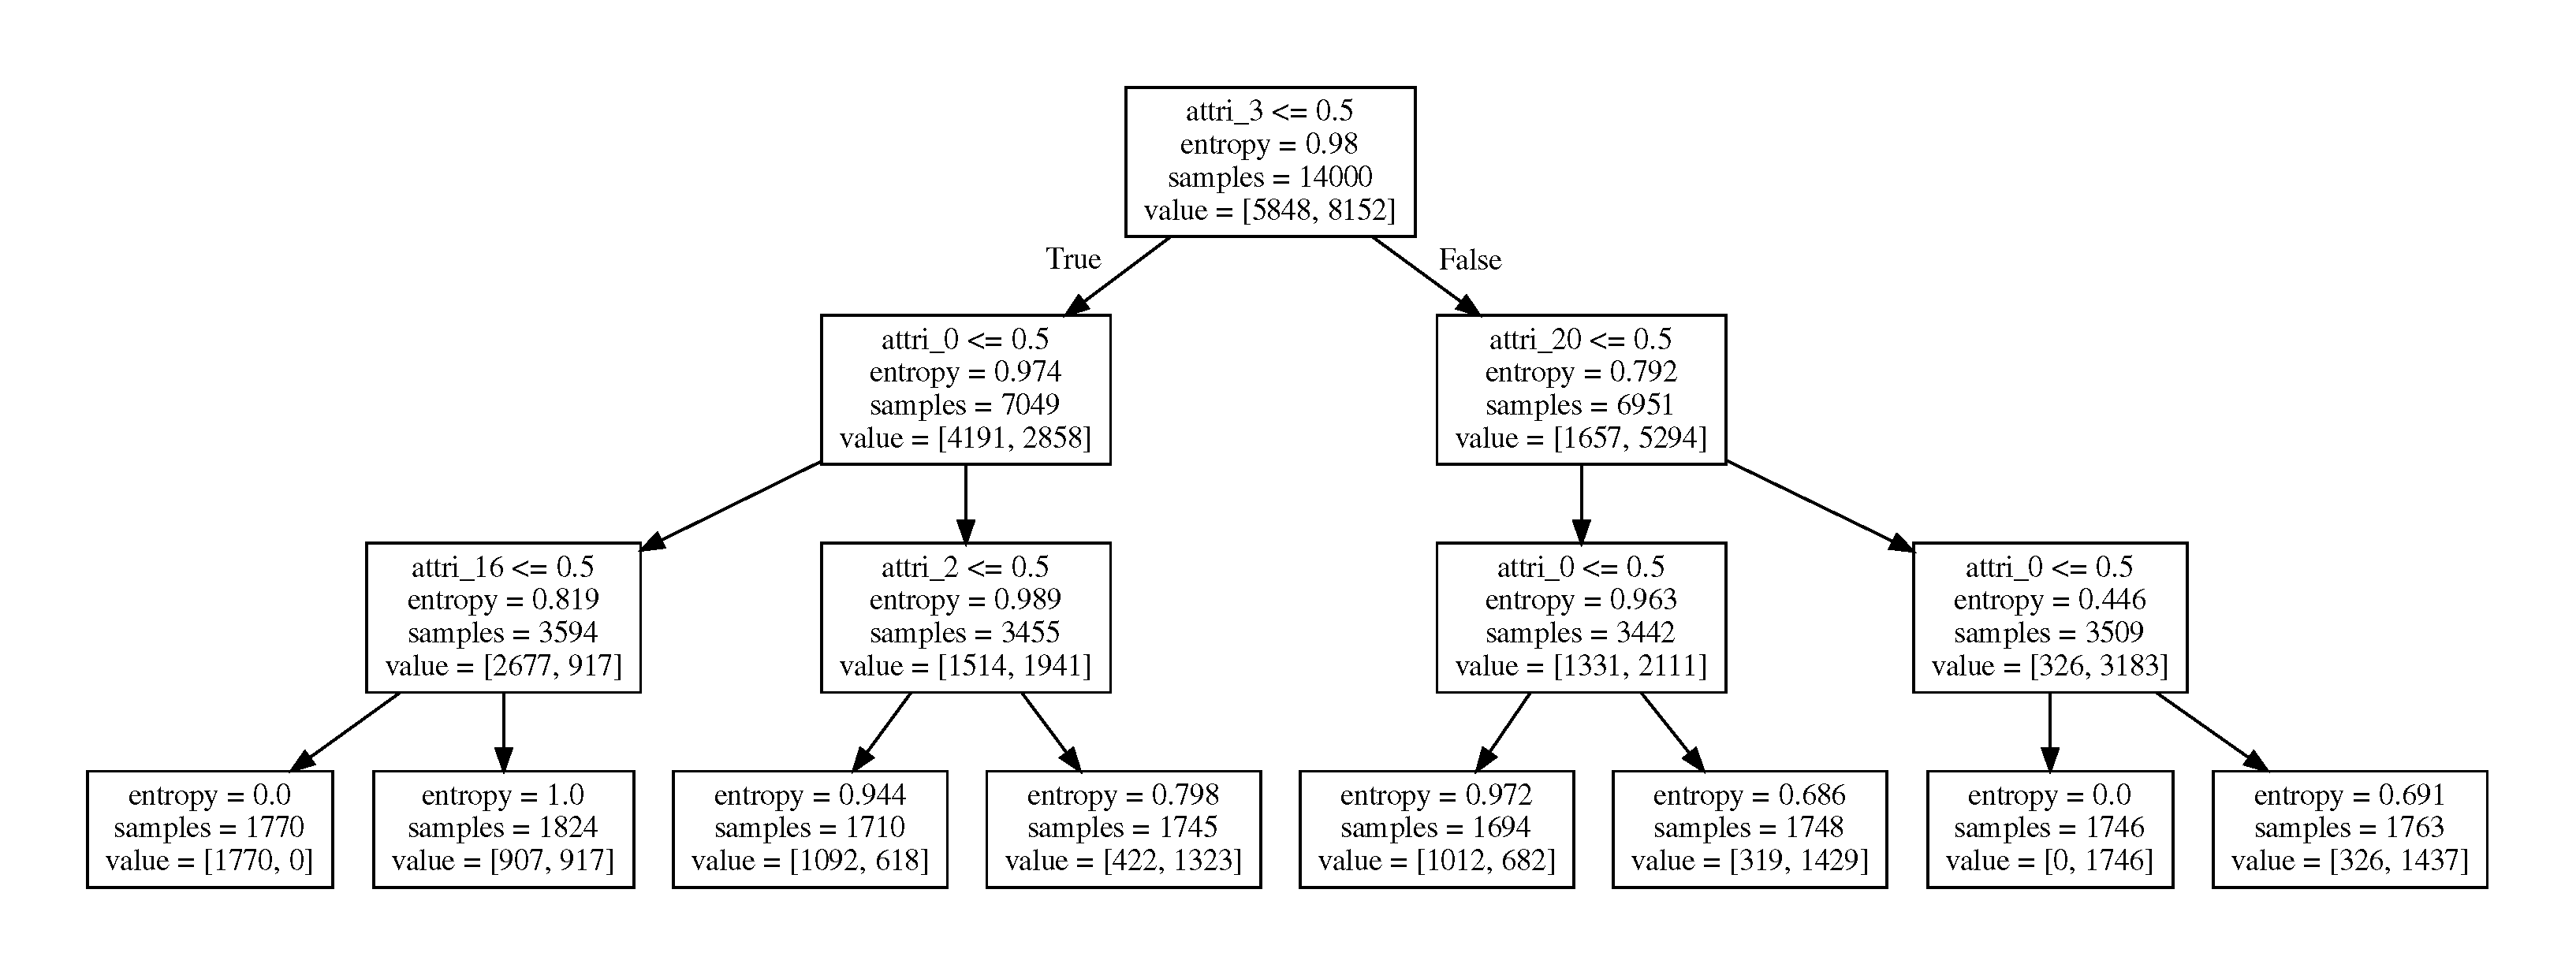 attri_3 <= 0.5
entropy = 0.98
samples = 14000
value = [5848, 8152]
True
False
attri_0 <= 0.5
entropy = 0.974
samples = 7049
value = [4191, 2858]
attri_20 <= 0.5
entropy = 0.792
samples = 6951
value = [1657, 5294]
attri_16 <= 0.5
entropy = 0.819
samples = 3594
value = [2677, 917]
attri_2 <= 0.5
entropy = 0.989
samples = 3455
value = [1514, 1941]
attri_0 <= 0.5
entropy = 0.963
samples = 3442
value = [1331, 2111]
attri_0 <= 0.5
entropy = 0.446
samples = 3509
value = [326, 3183]
entropy = 0.0
samples = 1770
value = [1770, 0]
entropy = 1.0
samples = 1824
value = [907, 917]
entropy = 0.944
samples = 1710
value = [1092, 618]
entropy = 0.798
samples = 1745
value = [422, 1323]
entropy = 0.972
samples = 1694
value = [1012, 682]
entropy = 0.686
samples = 1748
value = [319, 1429]
entropy = 0.0
samples = 1746
value = [0, 1746]
entropy = 0.691
samples = 1763
value = [326, 1437]